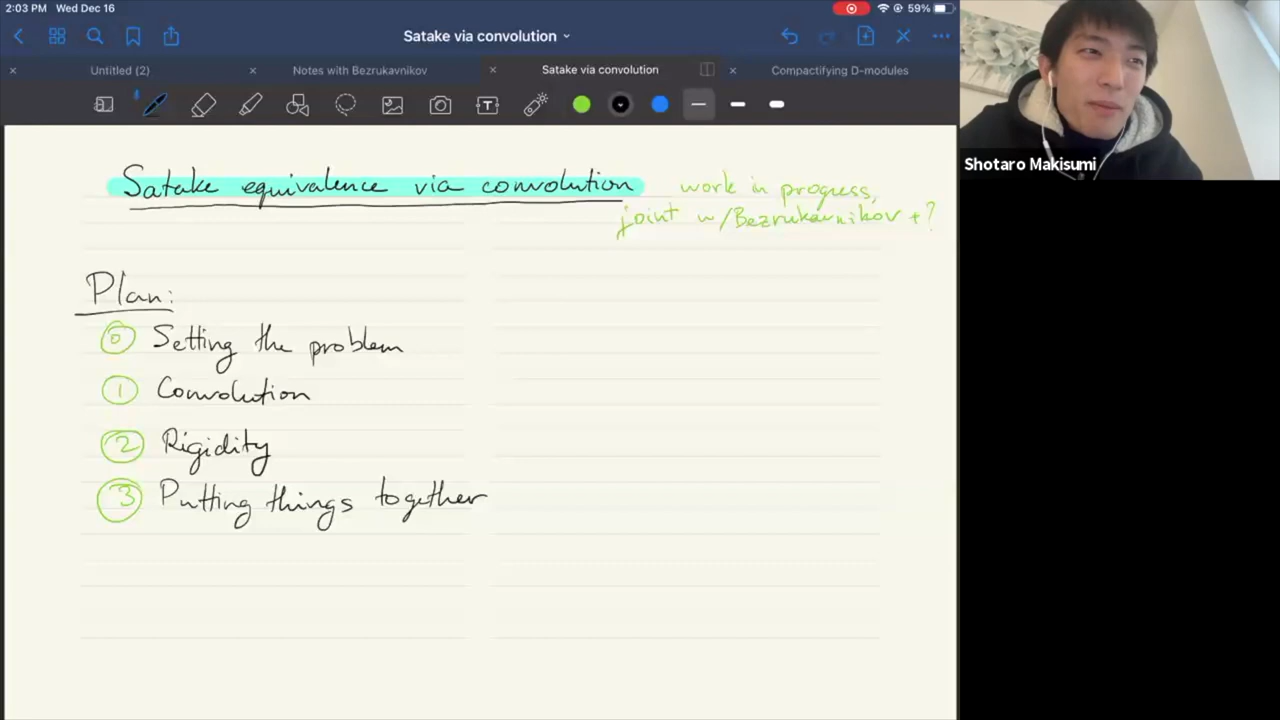 2:03 PM Wed Dec 16
59%
Satake via convolution
Untitled (2)
Notes with Bezrukavnikov
Satake via convolution
Compactifying D-modules
T
Shotaro Makisumi
Satake equivalence via convolution
work in progress,
joint w/Bezrukavnikov + ?
Plan:
0 Setting the problem
1 Convolution
2 Rigidity
3 Putting things together